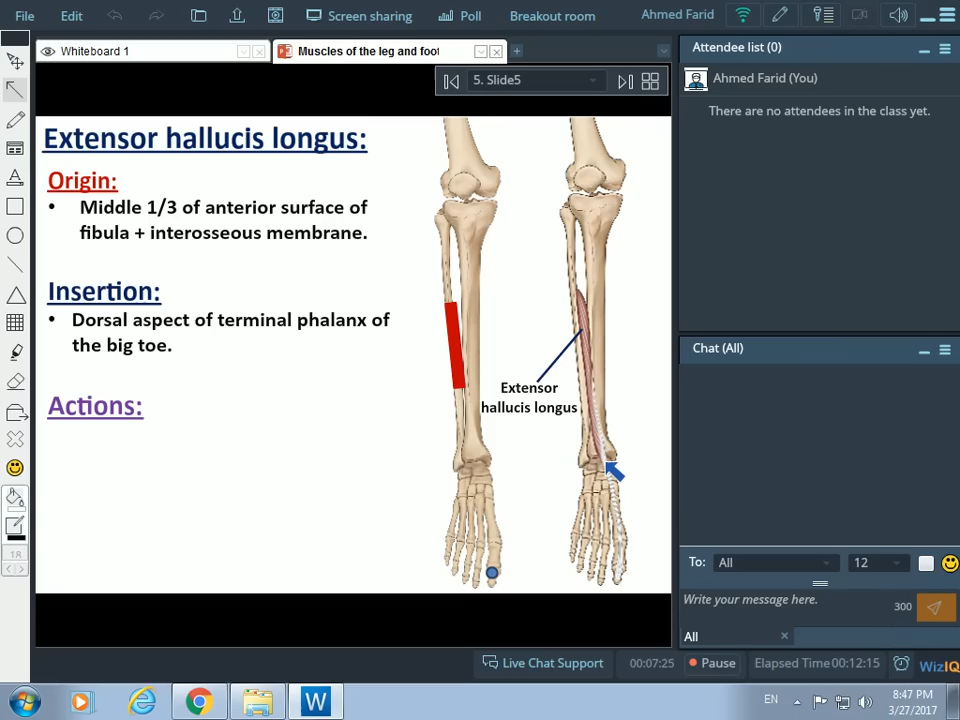 File
Edit
Screen sharing
Poll
Breakout room
Ahmed Farid
Whiteboard 1
Muscles of the leg and foot
Attendee list (0)
Ahmed Farid (You)
There are no attendees in the class yet.
5. Slide5
Extensor hallucis longus:
Origin:
• Middle 1/3 of anterior surface of
fibula + interosseous membrane.
Insertion:
• Dorsal aspect of terminal phalanx of
the big toe.
Actions:
Extensor
hallucis longus
Chat (All)
To:
All
12
Write your message here.
300
All
Live Chat Support
00:07:25
Pause
Elapsed Time 00:12:15
WizIQ
EN
8:47 PM
3/27/2017